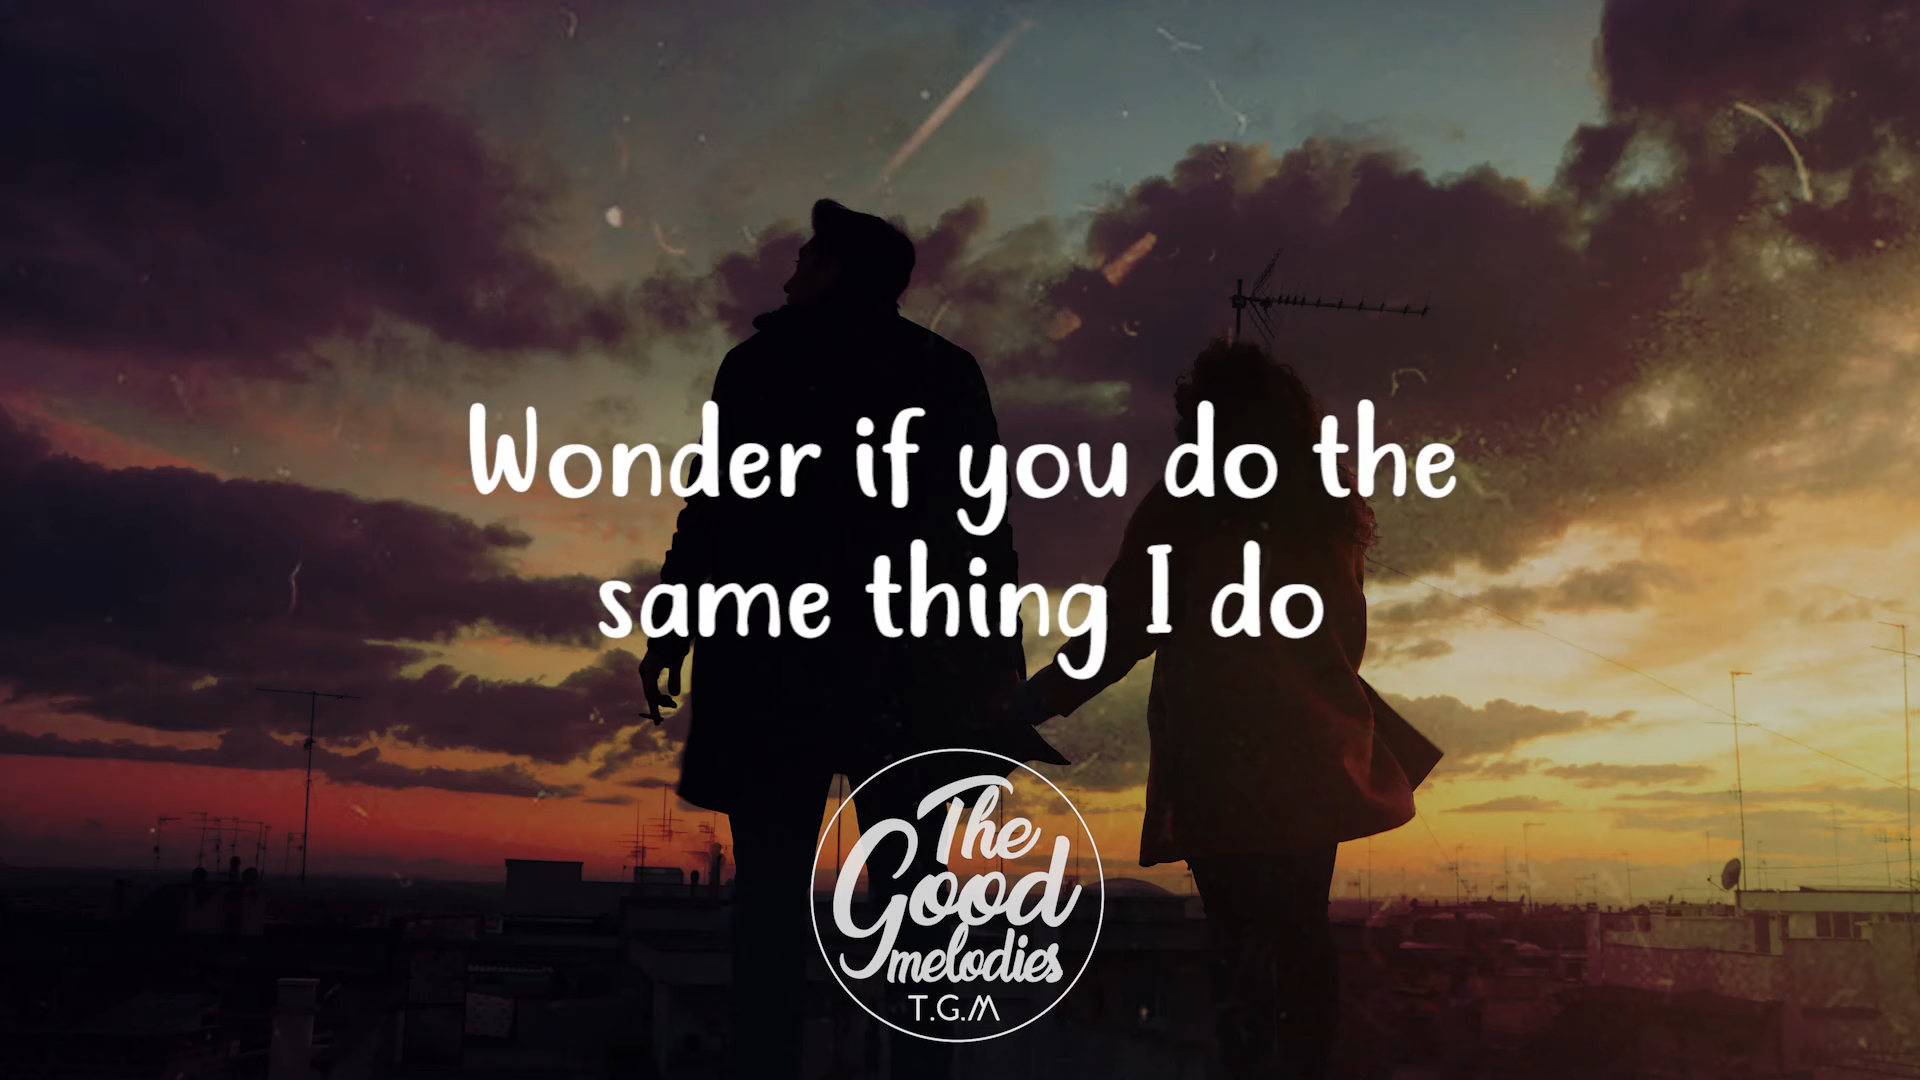 Wonder if you do the
same thing I do
The
Good
melodies
T.G.M